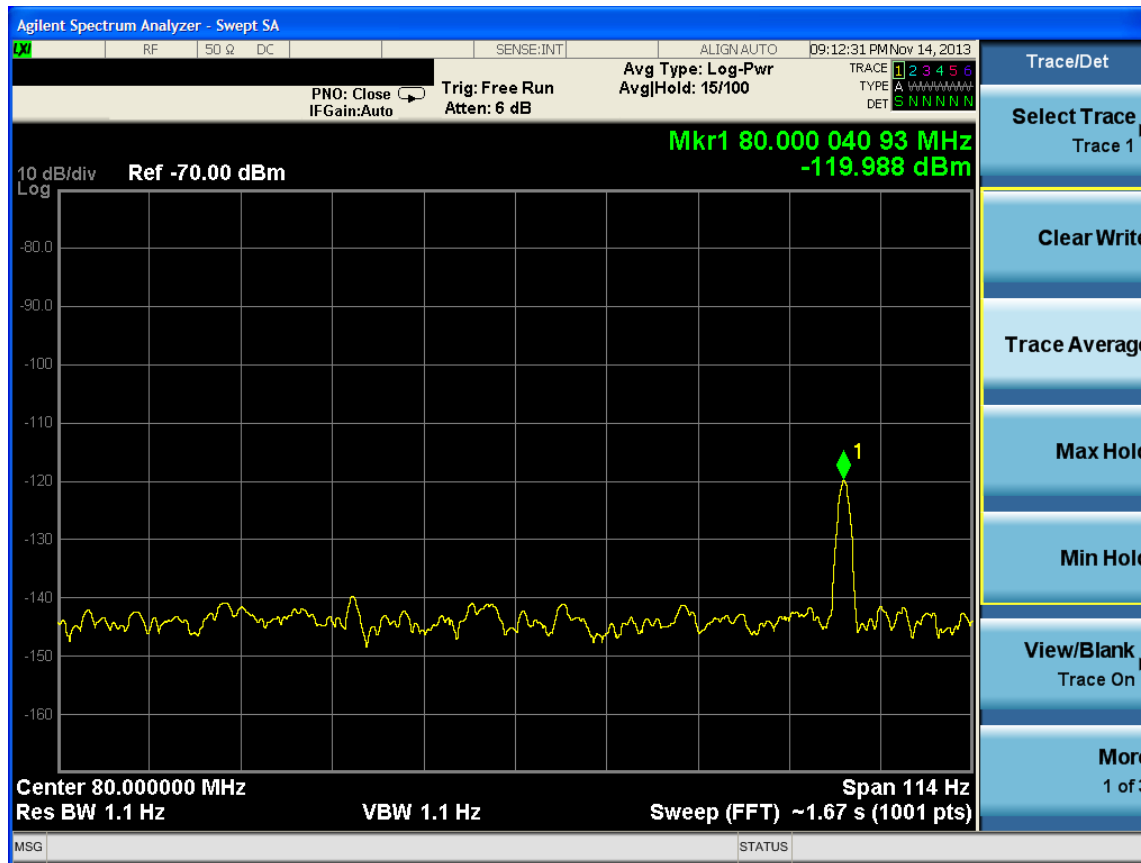 Agilent Spectrum Analyzer - Swept SA
LXI RF 50 Ω DC SENSE:INT ALIGN AUTO 09:12:31 PM Nov 14, 2013
PNO: Close Trig: Free Run Avg Type: Log-Pwr TRACE 1 2 3 4 5 6
IFGain:Auto Atten: 6 dB Avg|Hold: 15/100 TYPE A WWWWW
DET S N N N N N
Mkr1 80.000 040 93 MHz
-119.988 dBm
10 dB/div Ref -70.00 dBm
Log
-80.0
-90.0
-100
-110
1
-120
-130
-140
-150
-160
Center 80.000000 MHz Span 114 Hz
Res BW 1.1 Hz VBW 1.1 Hz Sweep (FFT) ~1.67 s (1001 pts)
MSG STATUS
Trace/Det
Select Trace
Trace 1
Clear Write
Trace Average
Max Hold
Min Hold
View/Blank
Trace On
More
1 of 3